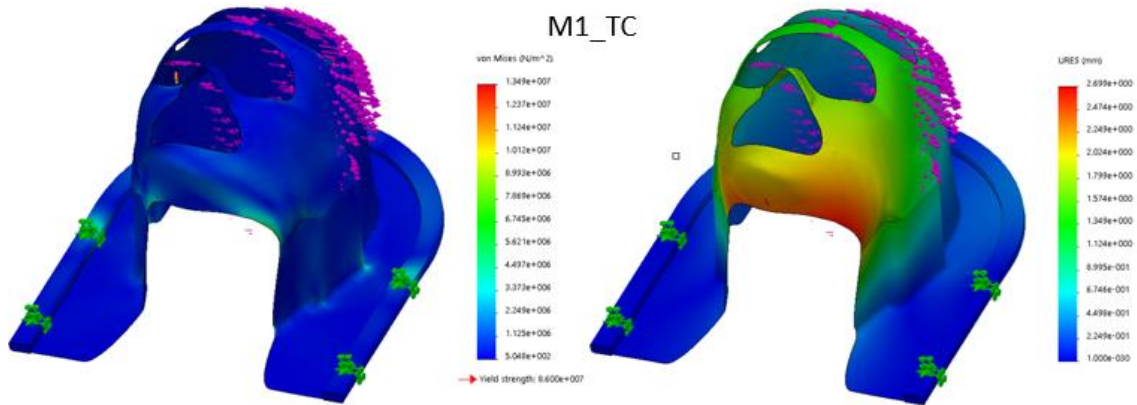 M1_TC
von Mises (N/m^2)
1.349e+007
1.237e+007
1.124e+007
1.012e+007
8.993e+006
7.869e+006
6.745e+006
5.621e+006
4.497e+006
3.373e+006
2.249e+006
1.125e+006
5.048e+002
Yield strength: 8.600e+007
URES (mm)
2.699e+000
2.474e+000
2.249e+000
2.024e+000
1.799e+000
1.574e+000
1.349e+000
1.124e+000
8.995e-001
6.746e-001
4.498e-001
2.249e-001
1.000e-030